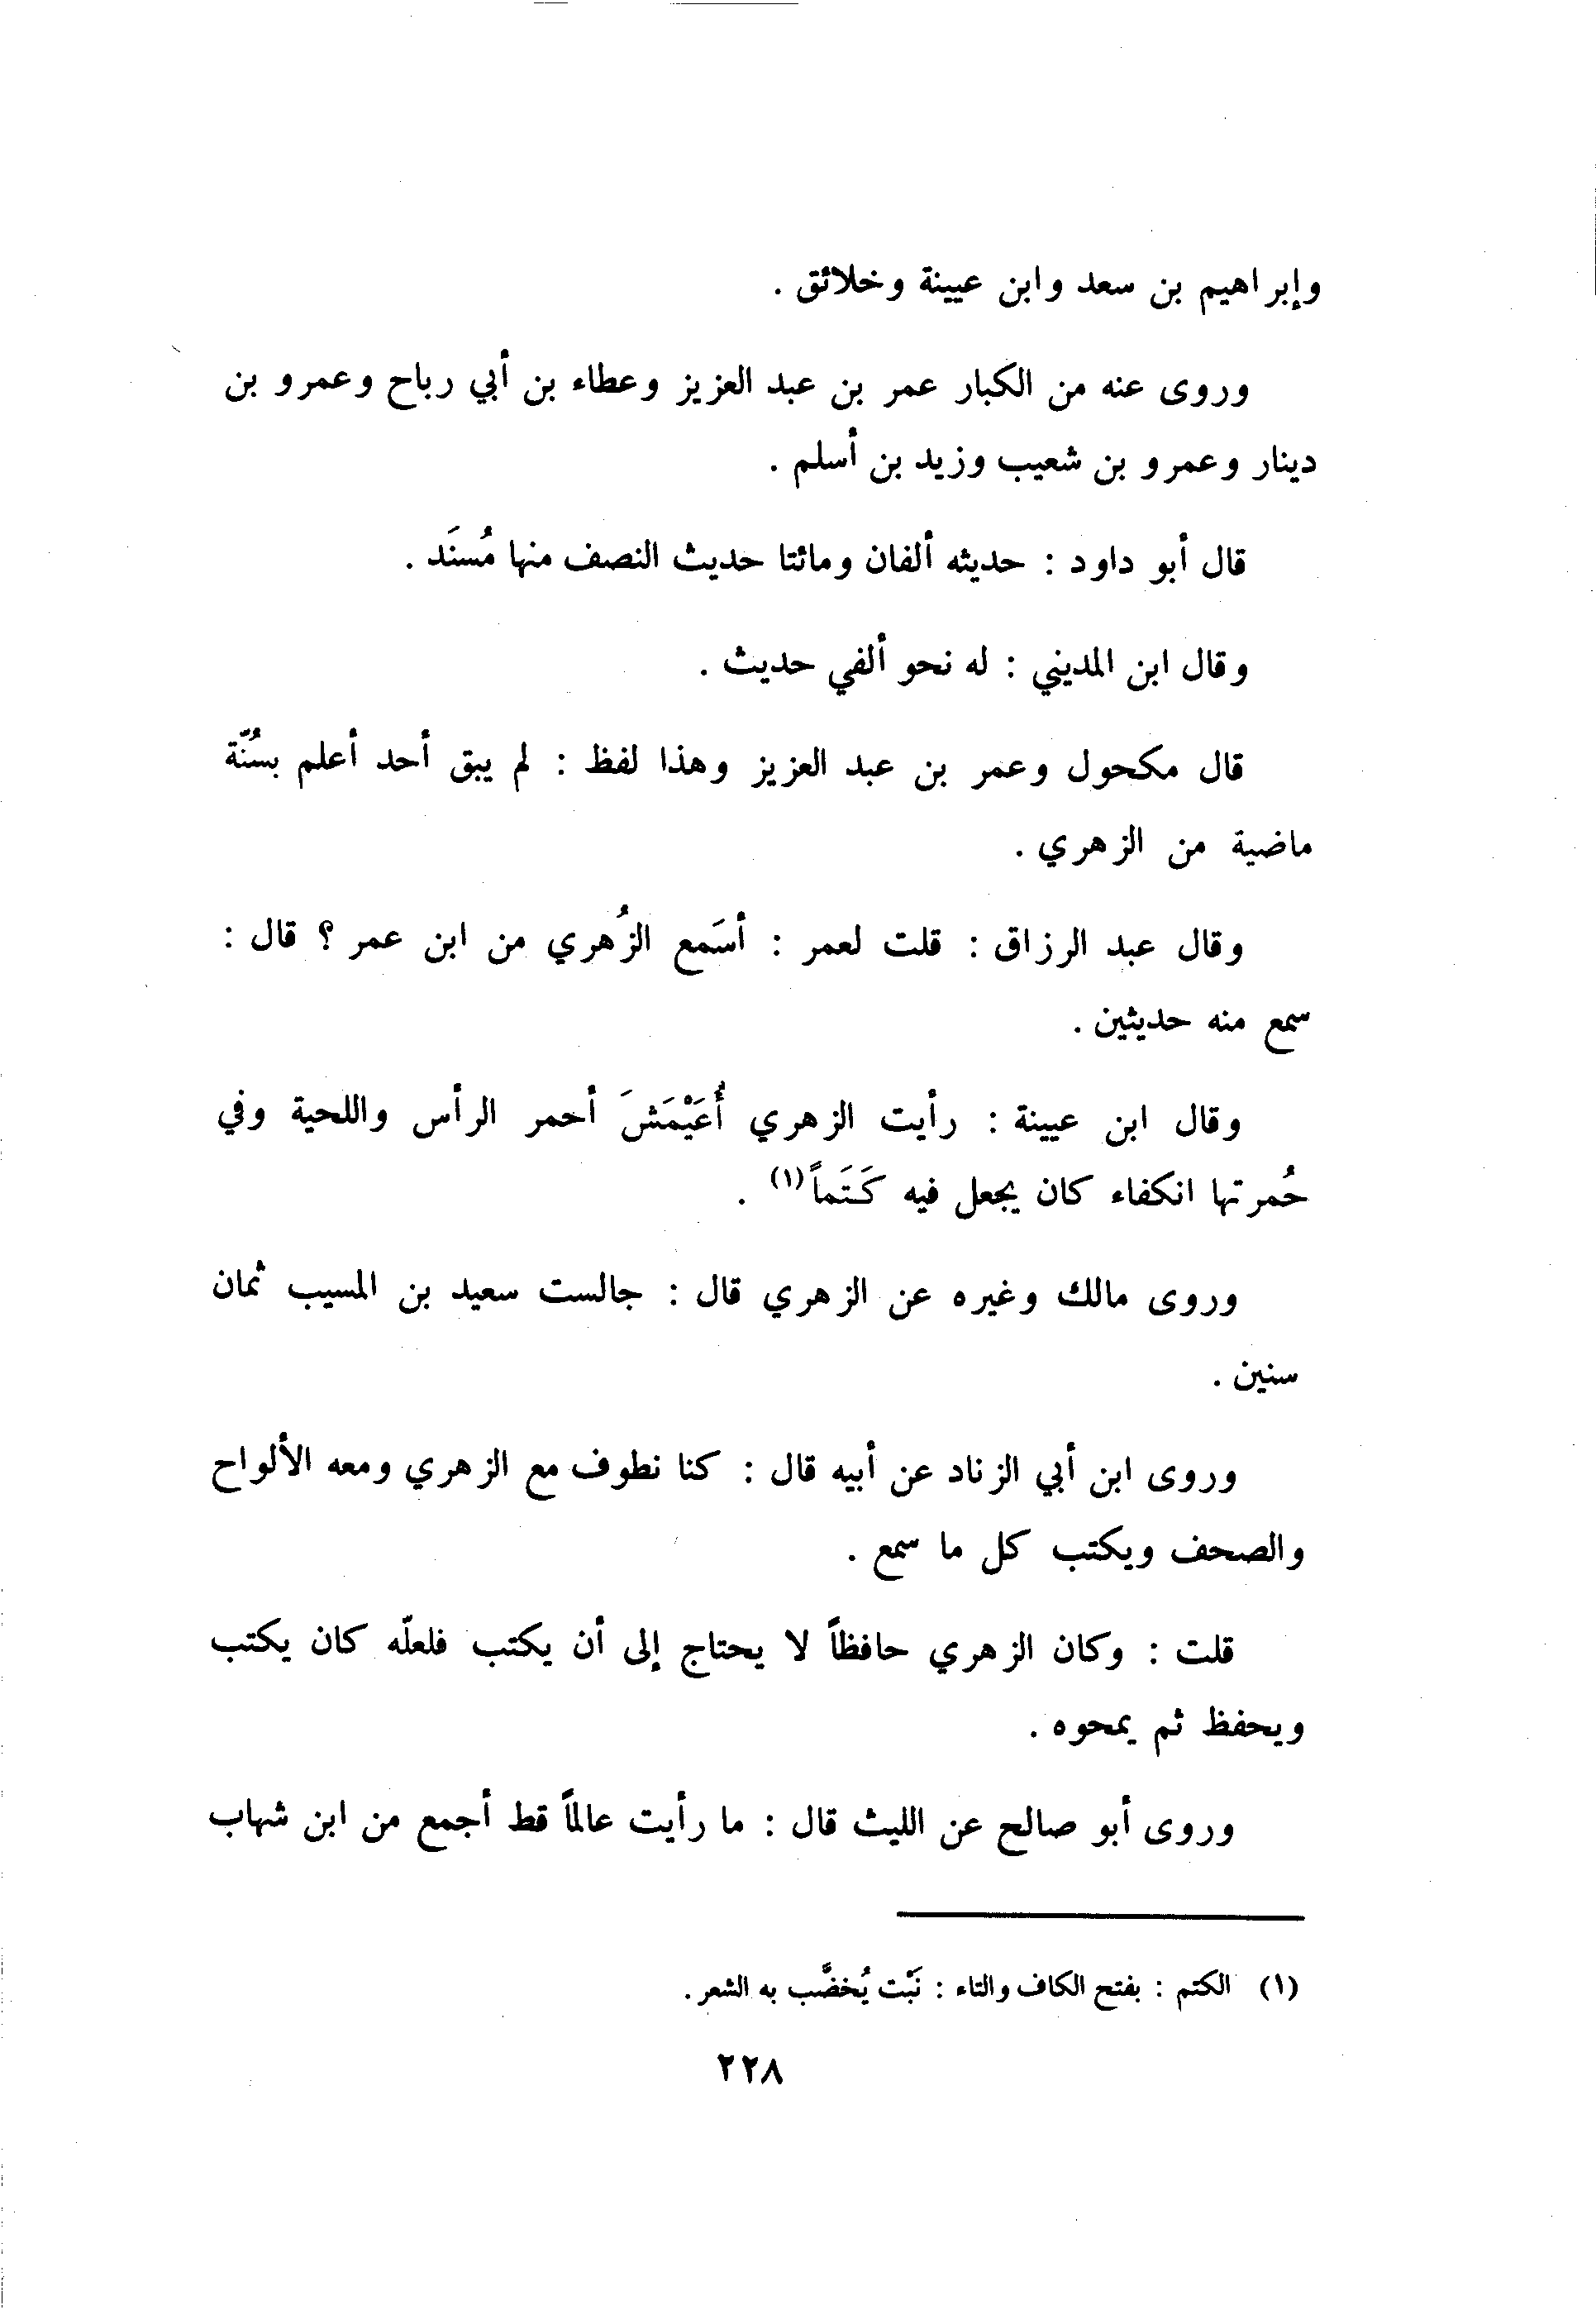 وإبراهيم بن سعد وابن عيينة وخلائق .
وروى عنه من الكبار عمر بن عبد العزيز وعطاء بن أبي رباح وعمرو بن
دينار وعمرو بن شعيب وزيد بن أسلم .
قال أبو داود : حديثه ألفان ومائتا حديث النصف منها مُسنَد .
وقال ابن المديني : له نحو ألفي حديث .
قال مكحول وعمر بن عبد العزيز وهذا لفظ : لم يبق أحد أعلم بسُنّة
ماضية من الزهري .
وقال عبد الرزاق : قلت لعمر : أسَمع الزُهري من ابن عمر ؟ قال :
سمع منه حديثين .
وقال ابن عيينة : رأيت الزهري أُعَيْمَشَ أحمر الرأس واللحية وفي
حُمرتها انكفاء كان يجعل فيه كَتَماً (١) .
وروى مالك وغيره عن الزهري قال : جالست سعيد بن المسيب ثمان
سنين .
وروى ابن أبي الزناد عن أبيه قال : كنا نطوف مع الزهري ومعه الألواح
والصحف ويكتب كل ما سمع .
قلت : وكان الزهري حافظاً لا يحتاج إلى أن يكتب فلعلّه كان يكتب
ويحفظ ثم يمحوه .
وروى أبو صالح عن الليث قال : ما رأيت عالماً قط أجمع من ابن شهاب
(١) الكتم : بفتح الكاف والتاء : نَبْت يُخضَّب به الشعر .
٢٢٨